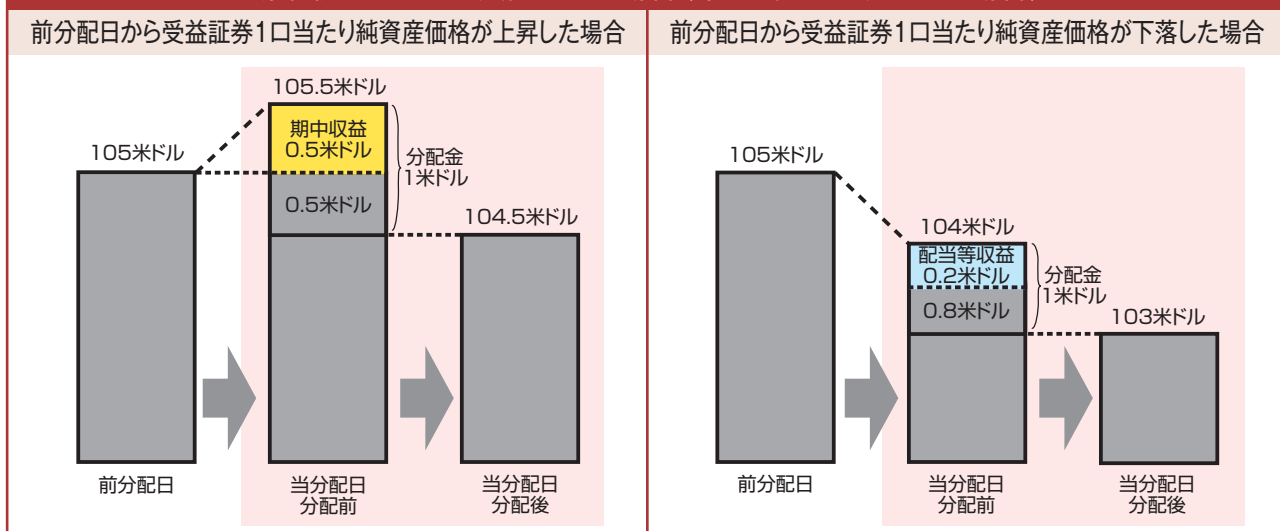 前分配日から受益証券1口当たり純資産価格が上昇した場合
105.5米ドル
期中収益
0.5米ドル
105米ドル
分配金
1米ドル
0.5米ドル
104.5米ドル
前分配日
当分配日
分配前
当分配日
分配後
前分配日から受益証券1口当たり純資産価格が下落した場合
105米ドル
104米ドル
配当等収益
0.2米ドル
分配金
1米ドル
0.8米ドル
103米ドル
前分配日
当分配日
分配前
当分配日
分配後